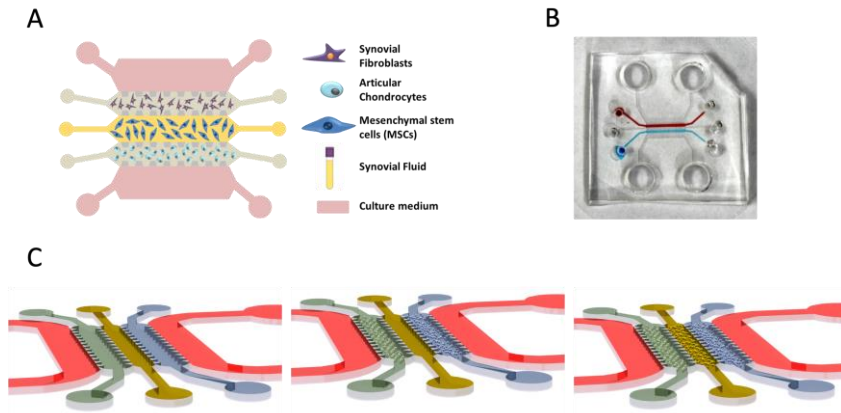 A
B
Synovial
Fibroblasts
Articular
Chondrocytes
Mesenchymal stem
cells (MSCs)
Synovial Fluid
Culture medium
C